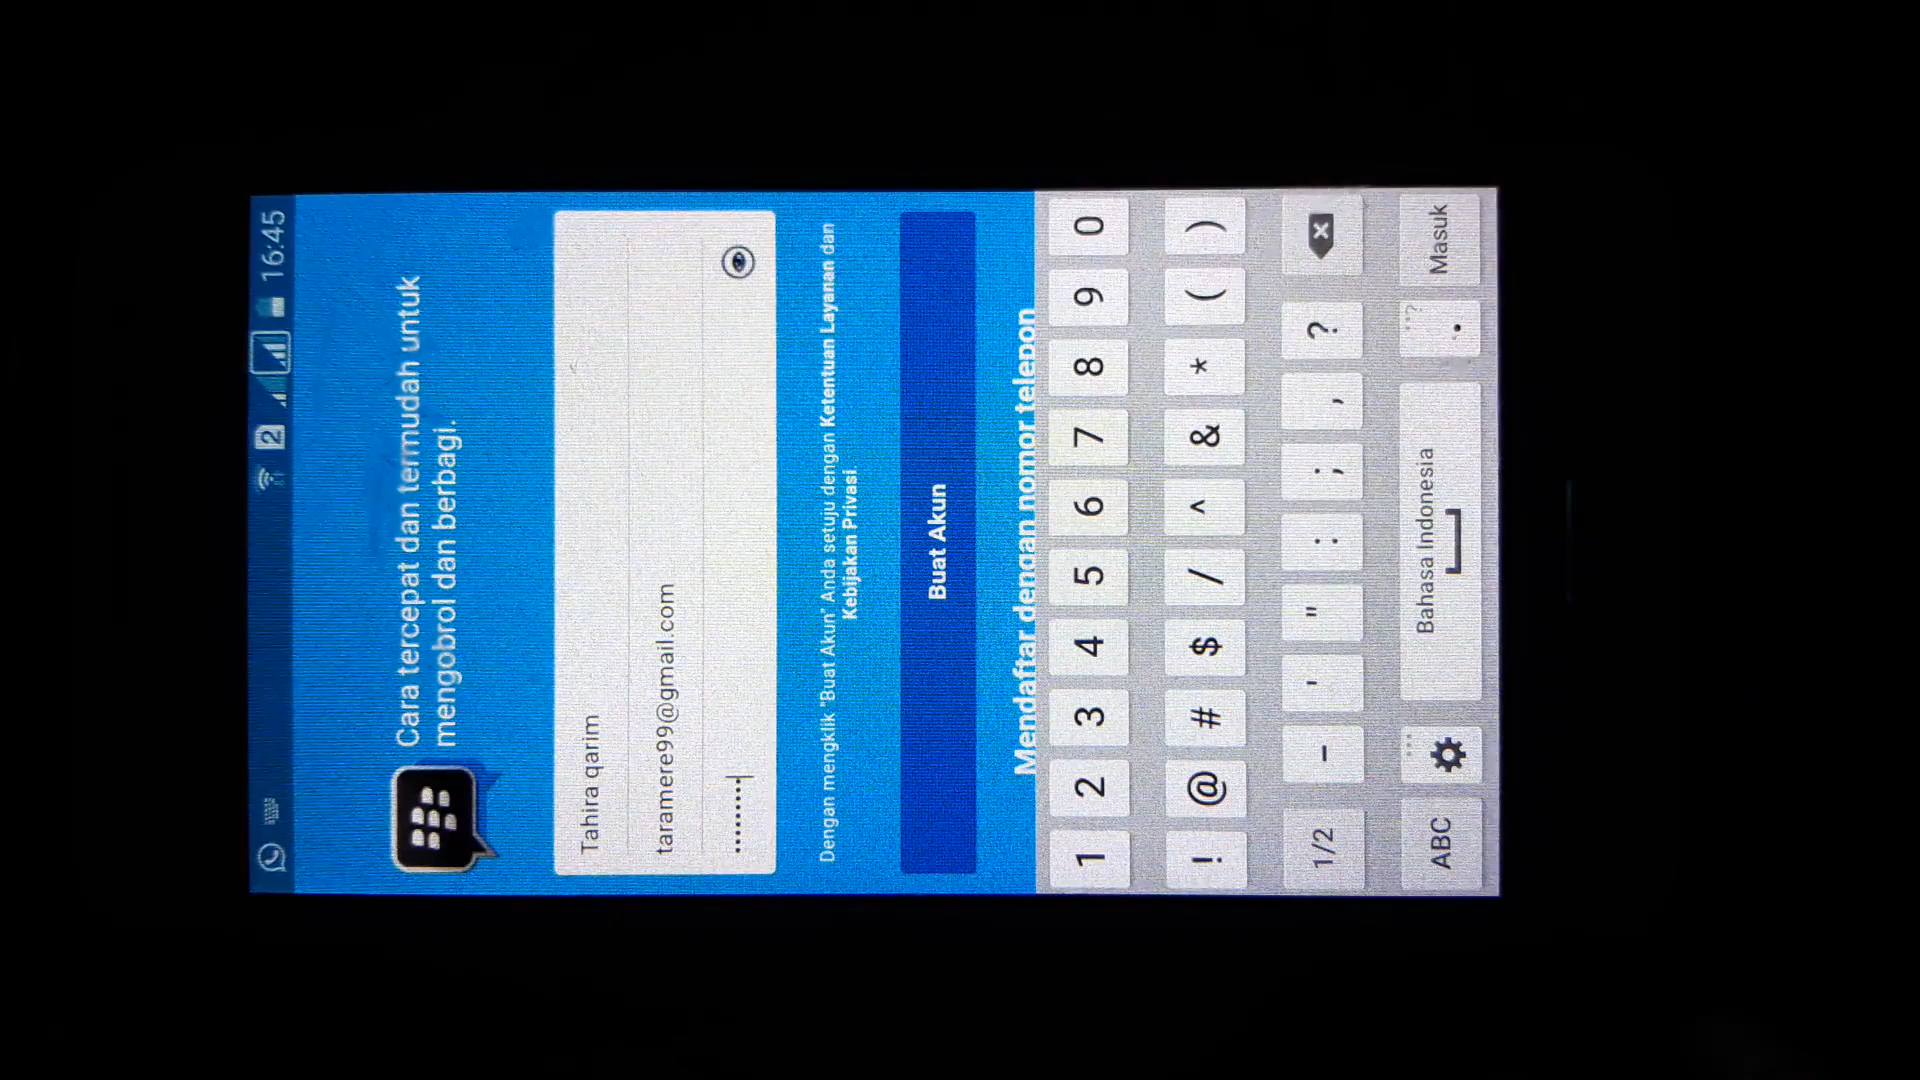 2 16:45
Cara tercepat dan termudah untuk
mengobrol dan berbagi.
Tahira qarim
taramere99@gmail.com
Dengan mengklik "Buat Akun" Anda setuju dengan Ketentuan Layanan dan
Kebijakan Privasi.
Buat Akun
Mendaftar dengan nomor telepon
1 2 3 4 5 6 7 8 9 0
! @ # $ / ^ & * ( )
1/2 - ' " : ; , ?
ABC Bahasa Indonesia . Masuk